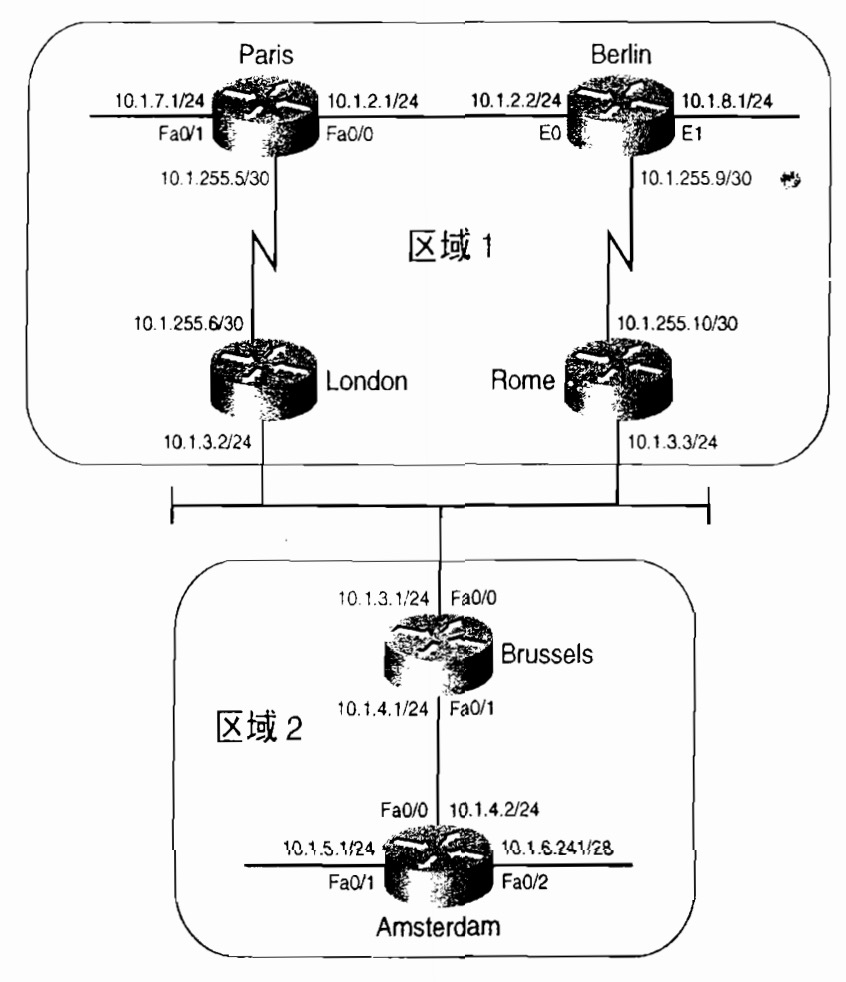 Paris
Berlin
10.1.7.1/24
10.1.2.1/24
10.1.2.2/24
10.1.8.1/24
Fa0/1
Fa0/0
E0
E1
10.1.255.5/30
10.1.255.9/30
区域 1
10.1.255.6/30
10.1.255.10/30
London
Rome
10.1.3.2/24
10.1.3.3/24
10.1.3.1/24
Fa0/0
Brussels
10.1.4.1/24
Fa0/1
区域 2
Fa0/0
10.1.4.2/24
10.1.5.1/24
10.1.6.241/28
Fa0/1
Fa0/2
Amsterdam